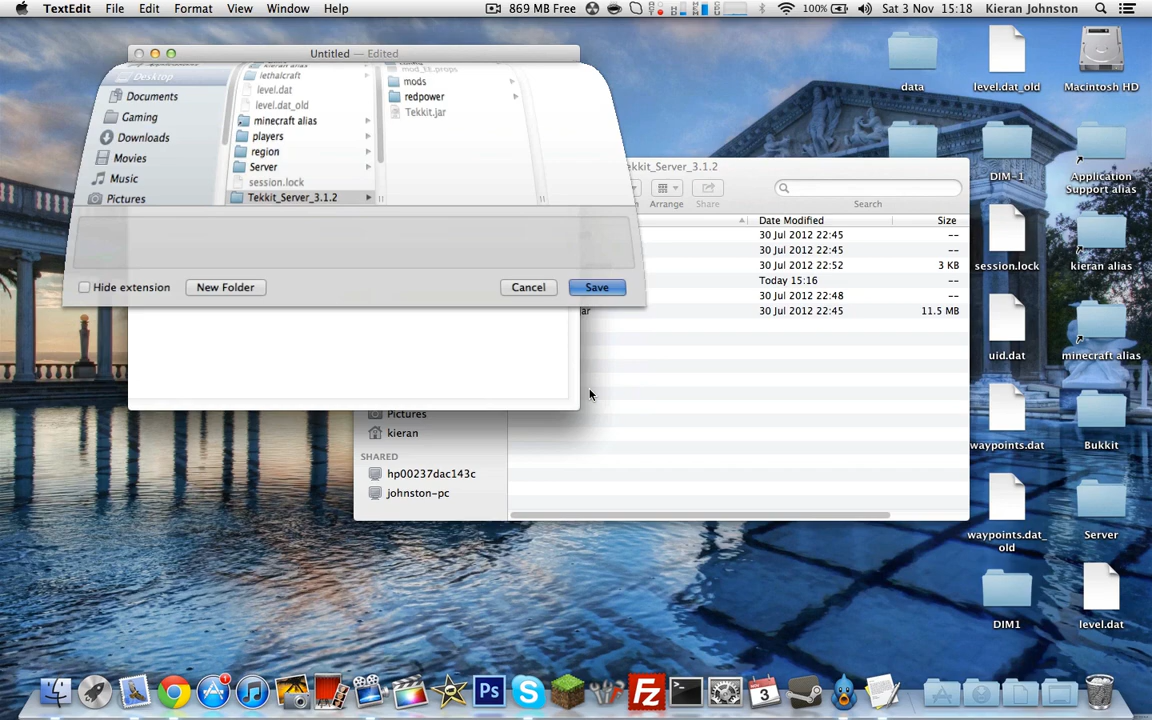 TextEdit File Edit Format View Window Help 869 MB Free 100% Sat 3 Nov 15:18 Kieran Johnston
Untitled — Edited
Desktop
Documents
Gaming
Downloads
Movies
Music
Pictures
lethalcraft
level.dat
level.dat_old
minecraft alias
players
region
Server
session.lock
Tekkit_Server_3.1.2
mods
redpower
Tekkit.jar
Hide extension New Folder Cancel Save
ekkit_Server_3.1.2
Arrange Share Search
Date Modified Size
30 Jul 2012 22:45 --
30 Jul 2012 22:45 --
30 Jul 2012 22:52 3 KB
Today 15:16
30 Jul 2012 22:48 --
ar 30 Jul 2012 22:45 11.5 MB
Pictures
kieran
SHARED
hp00237dac143c
johnston-pc
data
level.dat_old
Macintosh HD
DIM-1
Application
Support alias
session.lock
kieran alias
uid.dat
minecraft alias
waypoints.dat
Bukkit
waypoints.dat_
old
Server
DIM1
level.dat